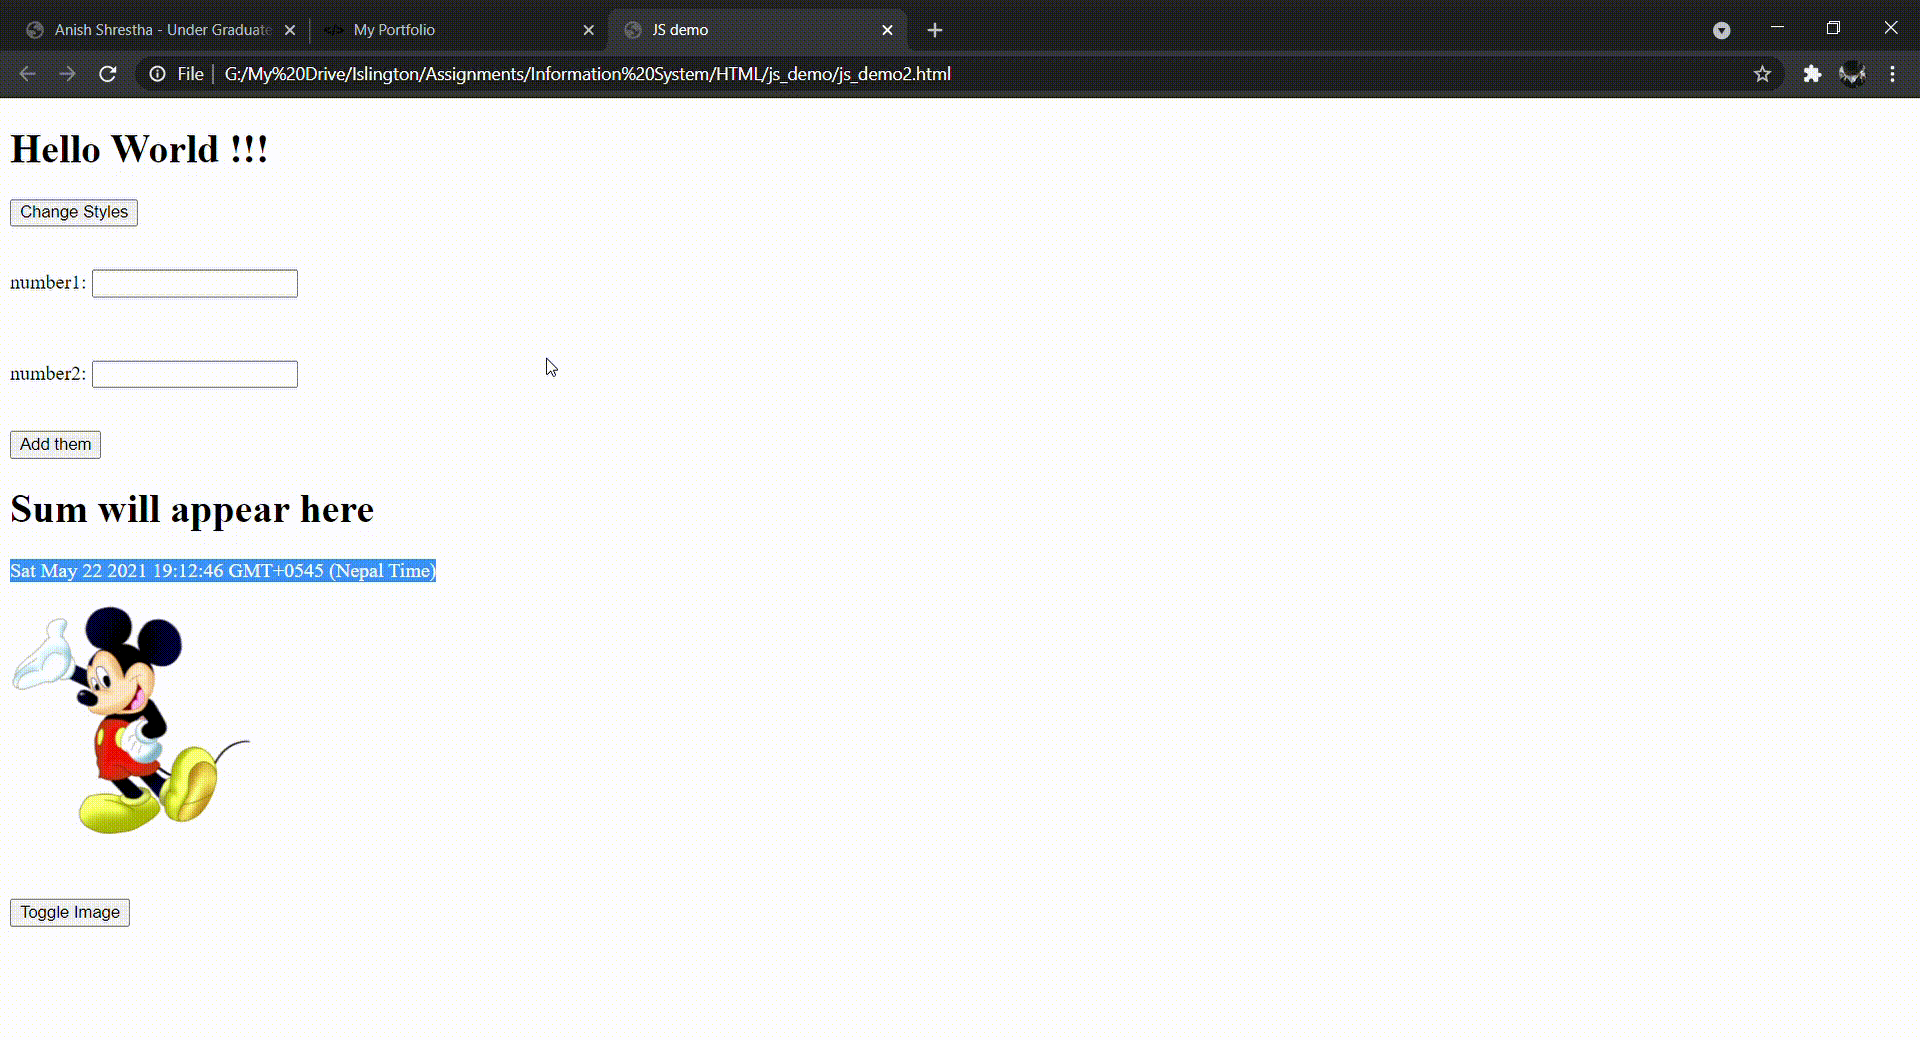 Anish Shrestha - Under Graduate
My Portfolio
JS demo
File
G:/My%20Drive/Islington/Assignments/Information%20System/HTML/js_demo/js_demo2.html
Hello World !!!
Change Styles
number1:
number2:
Add them
Sum will appear here
Sat May 22 2021 19:12:46 GMT+0545 (Nepal Time)
Toggle Image